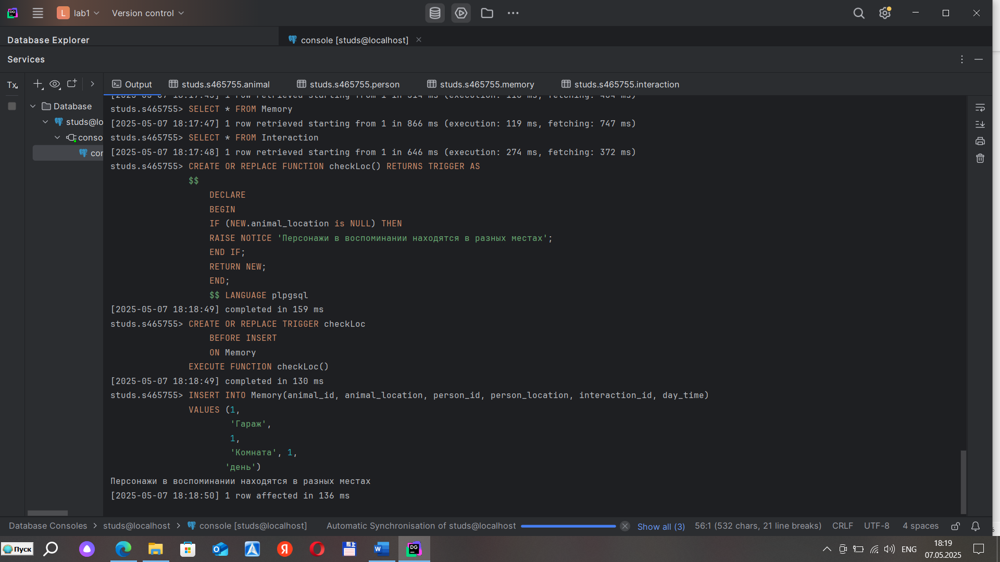 L lab1 Version control
Database Explorer
console [studs@localhost]
Services
Tx
Output studs.s465755.animal studs.s465755.person studs.s465755.memory studs.s465755.interaction
Database
studs@lo
conso
con
studs.s465755> SELECT * FROM Memory
[2025-05-07 18:17:47] 1 row retrieved starting from 1 in 866 ms (execution: 119 ms, fetching: 747 ms)
studs.s465755> SELECT * FROM Interaction
[2025-05-07 18:17:48] 1 row retrieved starting from 1 in 646 ms (execution: 274 ms, fetching: 372 ms)
studs.s465755> CREATE OR REPLACE FUNCTION checkLoc() RETURNS TRIGGER AS
$$
DECLARE
BEGIN
IF (NEW.animal_location is NULL) THEN
RAISE NOTICE 'Персонажи в воспоминании находятся в разных местах';
END IF;
RETURN NEW;
END;
$$ LANGUAGE plpgsql
[2025-05-07 18:18:49] completed in 159 ms
studs.s465755> CREATE OR REPLACE TRIGGER checkLoc
BEFORE INSERT
ON Memory
EXECUTE FUNCTION checkLoc()
[2025-05-07 18:18:49] completed in 130 ms
studs.s465755> INSERT INTO Memory(animal_id, animal_location, person_id, person_location, interaction_id, day_time)
VALUES (1,
'Гараж',
1,
'Комната', 1,
'день')
Персонажи в воспоминании находятся в разных местах
[2025-05-07 18:18:50] 1 row affected in 136 ms
Database Consoles > studs@localhost > console [studs@localhost] Automatic Synchronisation of studs@localhost Show all (3) 56:1 (532 chars, 21 line breaks) CRLF UTF-8 4 spaces
Пуск
ENG
18:19
07.05.2025